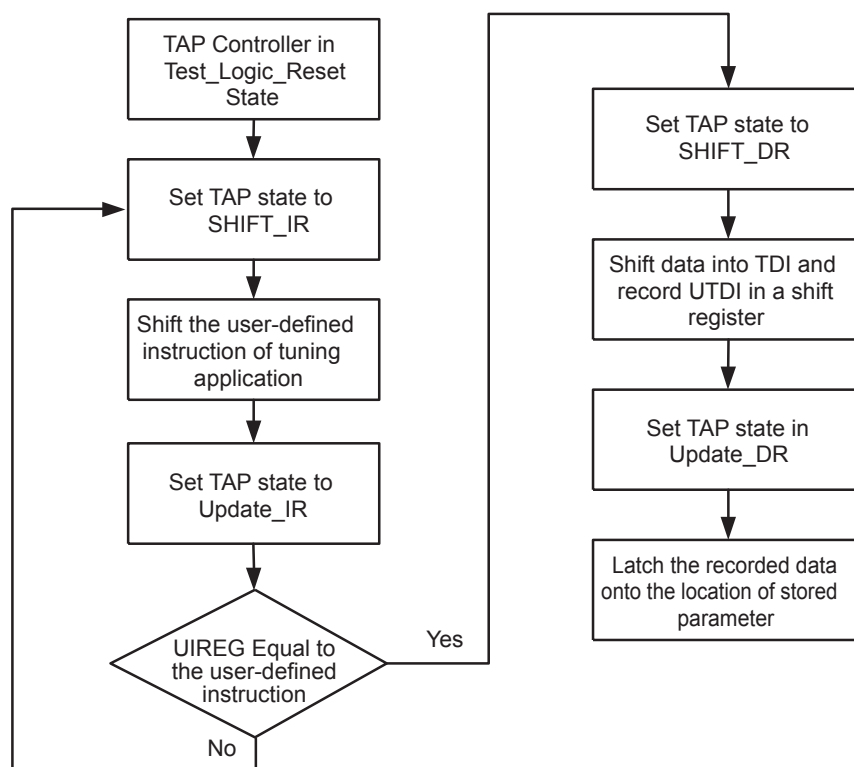 TAP Controller in
Test_Logic_Reset
State
Set TAP state to
SHIFT_IR
Shift the user-defined
instruction of tuning
application
Set TAP state to
Update_IR
UIREG Equal to
the user-defined
instruction
Yes
No
Set TAP state to
SHIFT_DR
Shift data into TDI and
record UTDI in a shift
register
Set TAP state in
Update_DR
Latch the recorded data
onto the location of stored
parameter